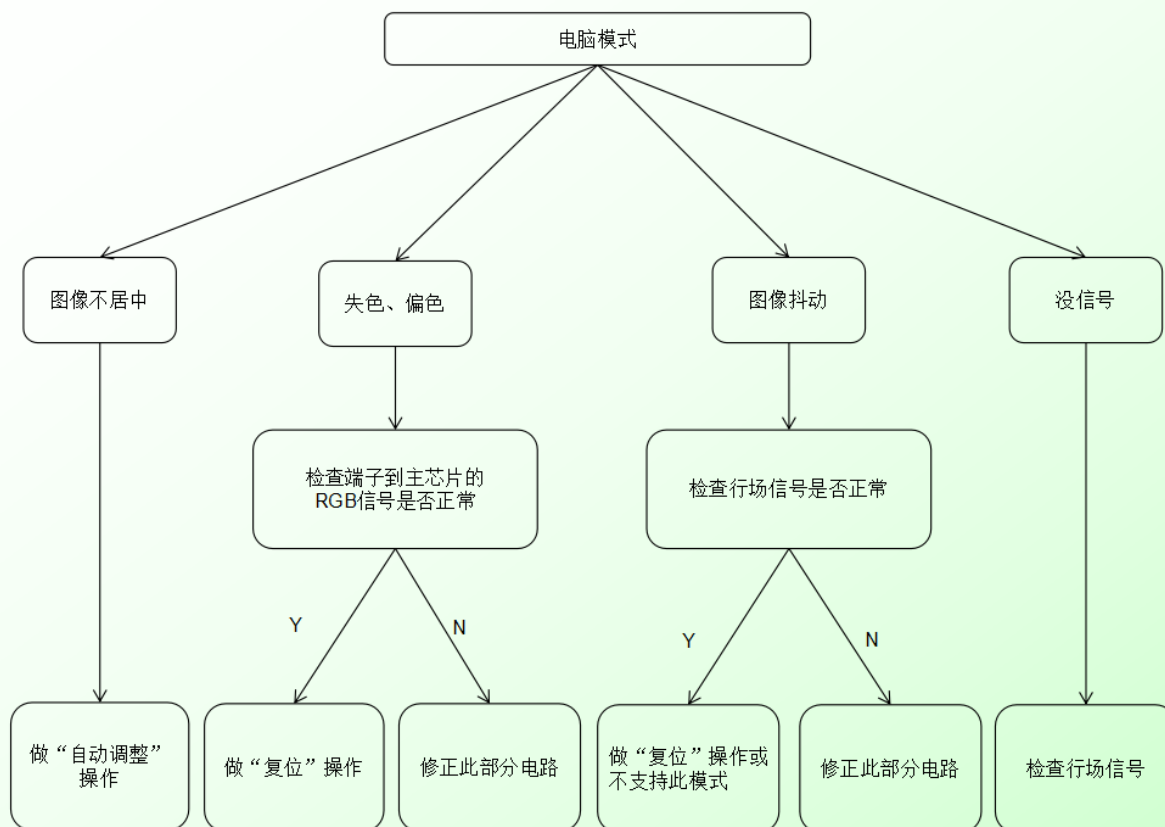 电脑模式
图像不居中
失色、偏色
图像抖动
没信号
检查端子到主芯片的
RGB信号是否正常
检查行场信号是否正常
Y
N
Y
N
做“自动调整”
操作
做“复位”操作
修正此部分电路
做“复位”操作或
不支持此模式
修正此部分电路
检查行场信号